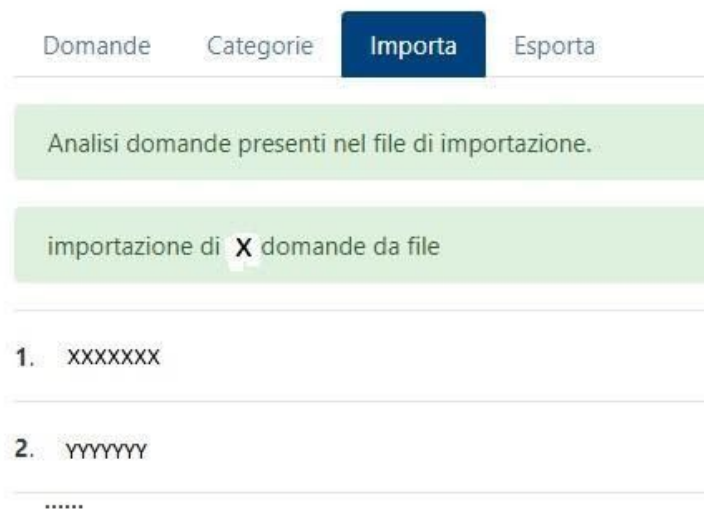 Domande Categorie Importa Esporta
Analisi domande presenti nel file di importazione.
importazione di X domande da file
1. XXXXXXX
2. YYYYYYY
......